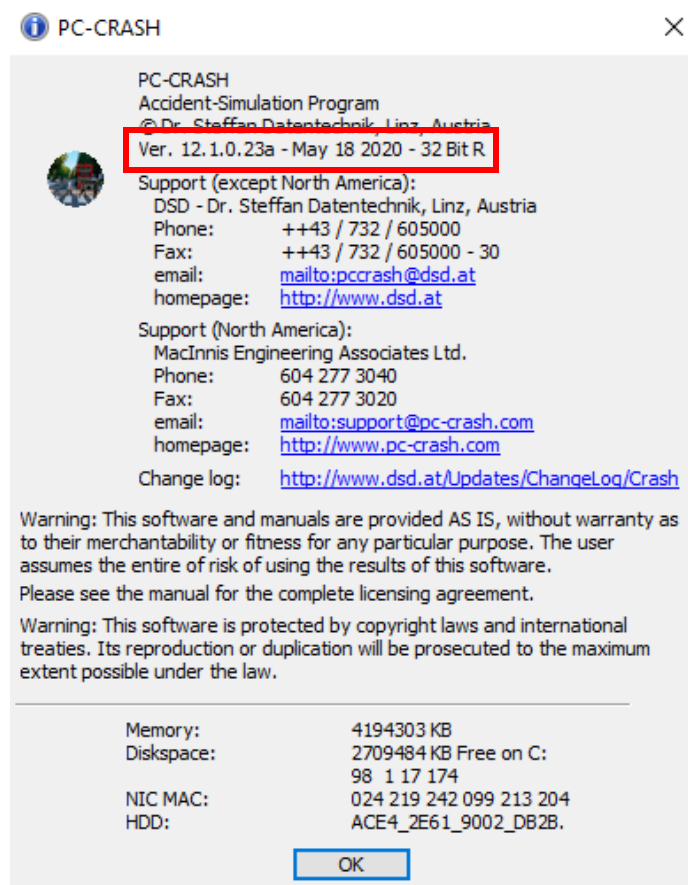 PC-CRASH
PC-CRASH
Accident-Simulation Program
© Dr. Steffan Datentechnik, Linz, Austria
Ver. 12.1.0.23a - May 18 2020 - 32 Bit R
Support (except North America):
DSD - Dr. Steffan Datentechnik, Linz, Austria
Phone: ++43 / 732 / 605000
Fax: ++43 / 732 / 605000 - 30
email: mailto:pccrash@dsd.at
homepage: http://www.dsd.at
Support (North America):
MacInnis Engineering Associates Ltd.
Phone: 604 277 3040
Fax: 604 277 3020
email: mailto:support@pc-crash.com
homepage: http://www.pc-crash.com
Change log: http://www.dsd.at/Updates/ChangeLog/Crash
Warning: This software and manuals are provided AS IS, without warranty as
to their merchantability or fitness for any particular purpose. The user
assumes the entire of risk of using the results of this software.
Please see the manual for the complete licensing agreement.
Warning: This software is protected by copyright laws and international
treaties. Its reproduction or duplication will be prosecuted to the maximum
extent possible under the law.
Memory: 4194303 KB
Diskspace: 2709484 KB Free on C:
98 1 17 174
NIC MAC: 024 219 242 099 213 204
HDD: ACE4_2E61_9002_DB2B.
OK